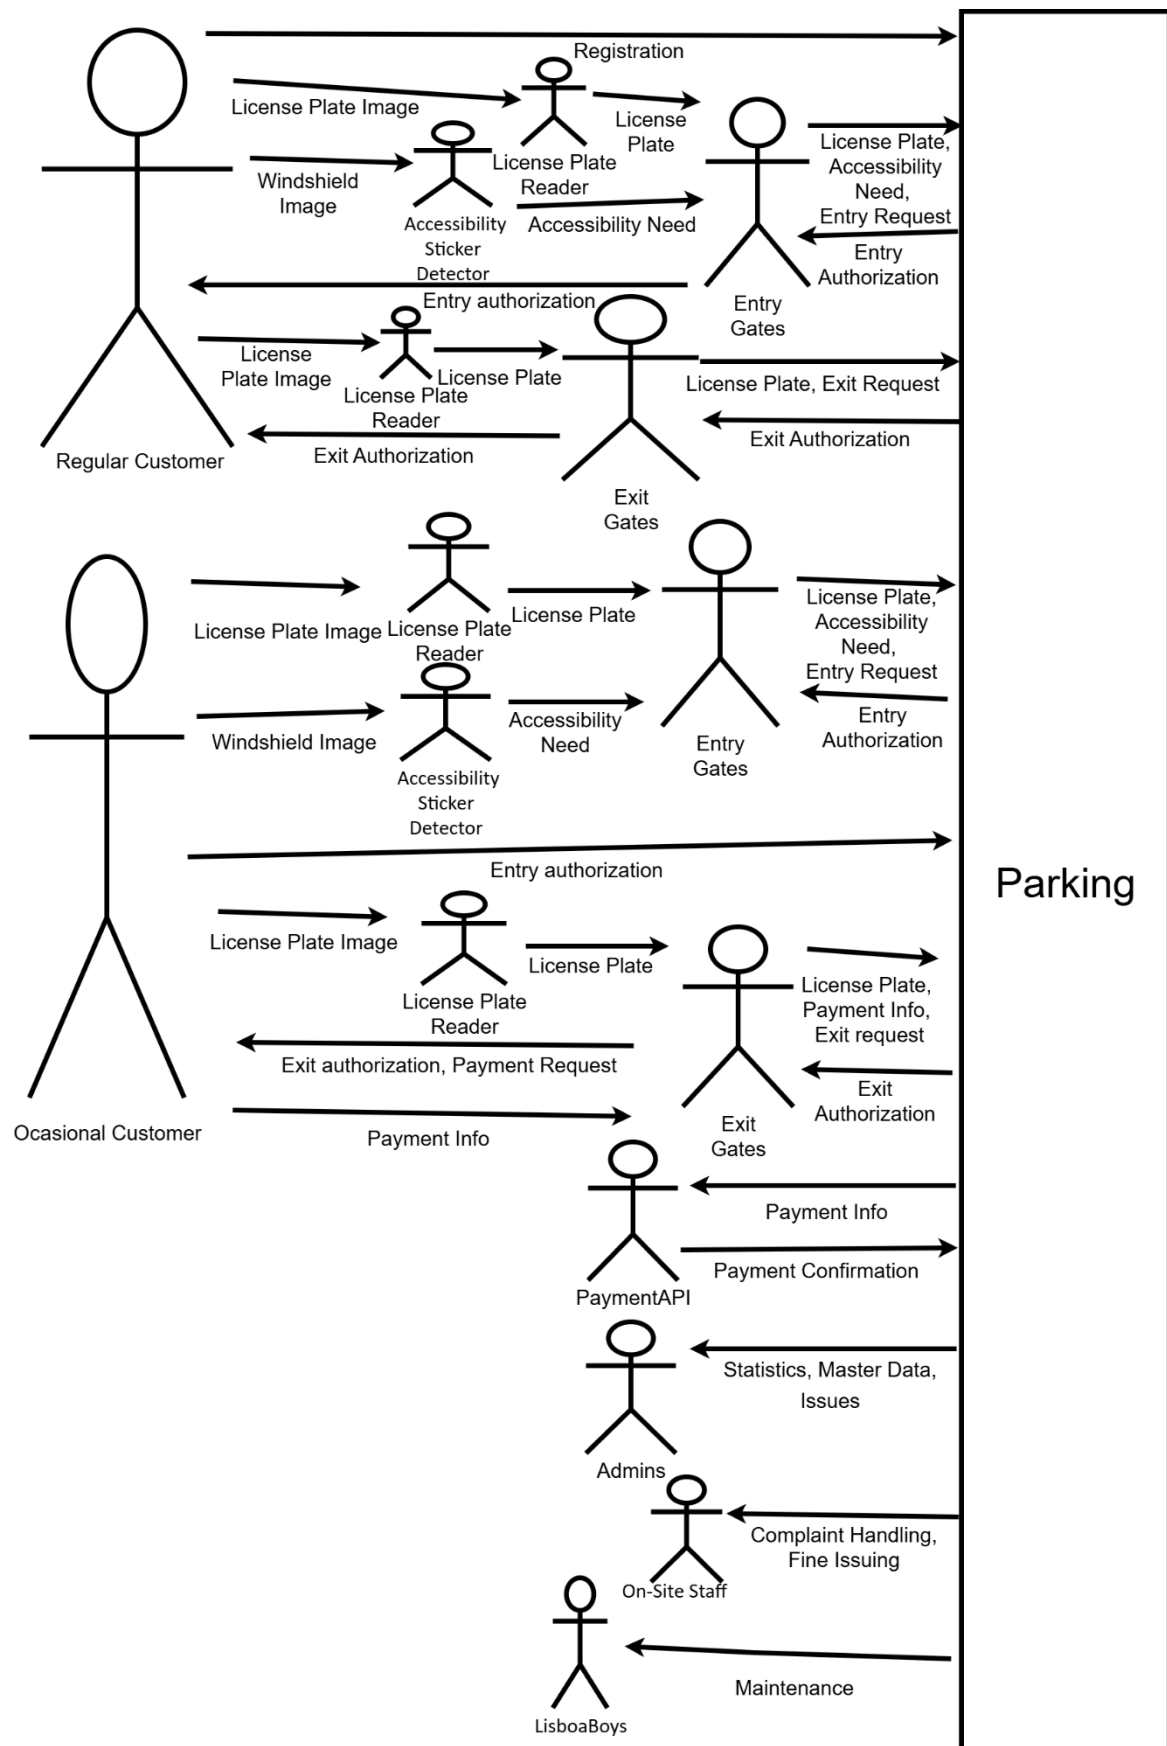 Registration
License Plate Image
License
Plate
License Plate
Reader
License Plate,
Accessibility
Need,
Entry Request
Windshield
Image
Accessibility
Sticker
Detector
Accessibility Need
Entry
Authorization
Entry authorization
Entry
Gates
License
Plate Image
License Plate
License Plate
Reader
License Plate, Exit Request
Exit Authorization
Exit Authorization
Regular Customer
Exit
Gates
License Plate Image
License Plate
Reader
License Plate
License Plate,
Accessibility
Need,
Entry Request
Windshield Image
Accessibility
Need
Entry
Authorization
Entry
Gates
Accessibility
Sticker
Detector
Entry authorization
Parking
License Plate Image
License Plate
License Plate
Reader
License Plate,
Payment Info,
Exit request
Exit authorization, Payment Request
Exit
Authorization
Ocasional Customer
Payment Info
Exit
Gates
Payment Info
Payment Confirmation
PaymentAPI
Statistics, Master Data,
Issues
Admins
Complaint Handling,
Fine Issuing
On-Site Staff
Maintenance
LisboaBoys